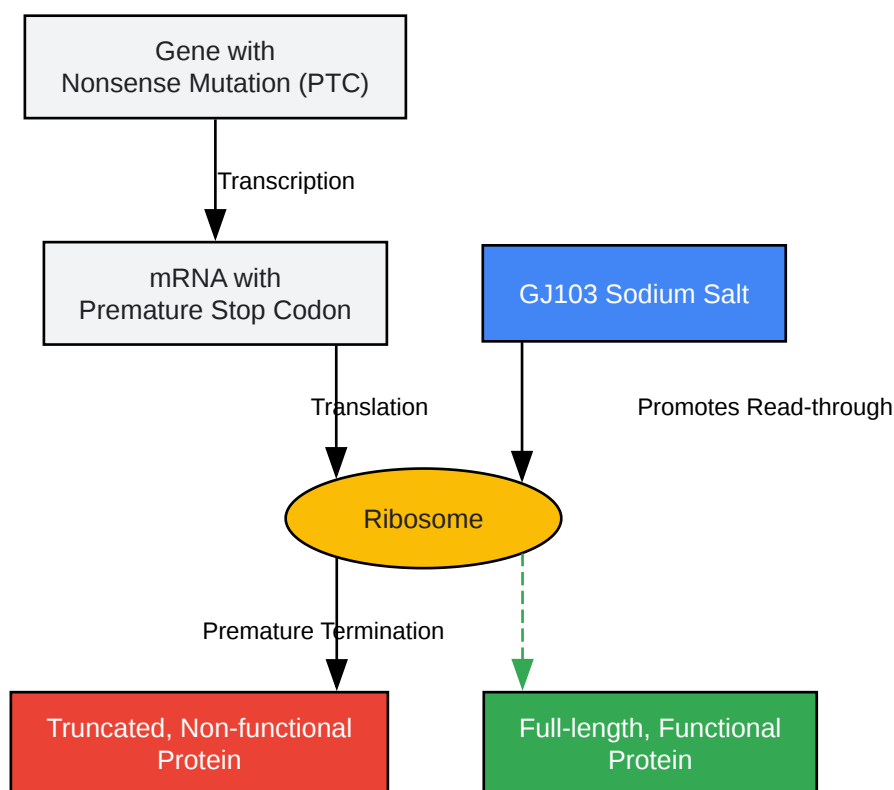 Gene with
Nonsense Mutation (PTC)
Transcription
mRNA with
Premature Stop Codon
GJ103 Sodium Salt
Translation
Promotes Read-through
Ribosome
Premature Termination
Truncated, Non-functional
Protein
Full-length, Functional
Protein